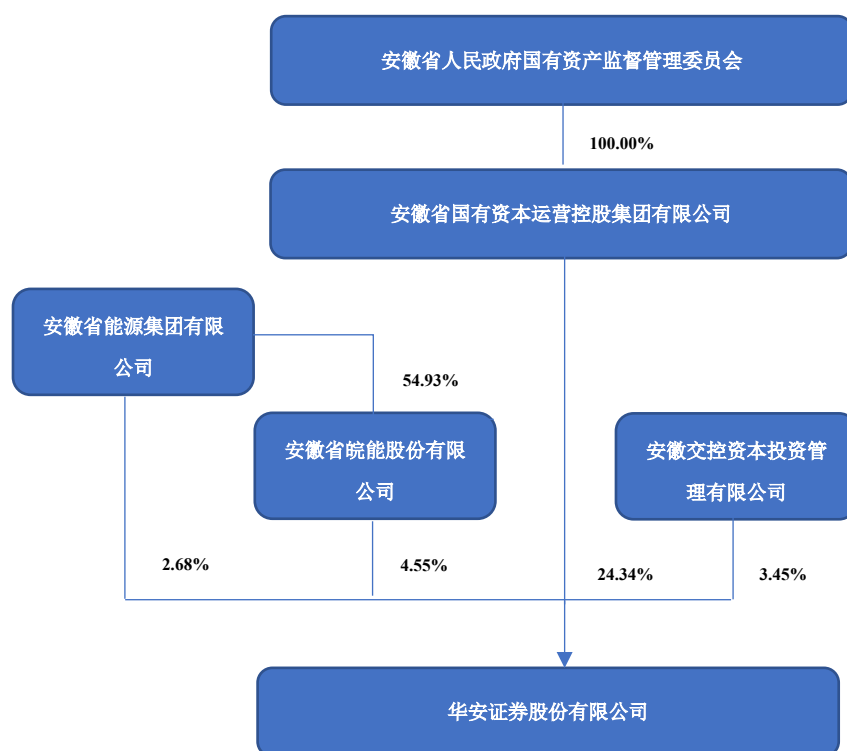 安徽省人民政府国有资产监督管理委员会
100.00%
安徽省国有资本运营控股集团有限公司
安徽省能源集团有限
公司
54.93%
安徽省皖能股份有限
公司
安徽交控资本投资管
理有限公司
2.68%
4.55%
24.34%
3.45%
华安证券股份有限公司